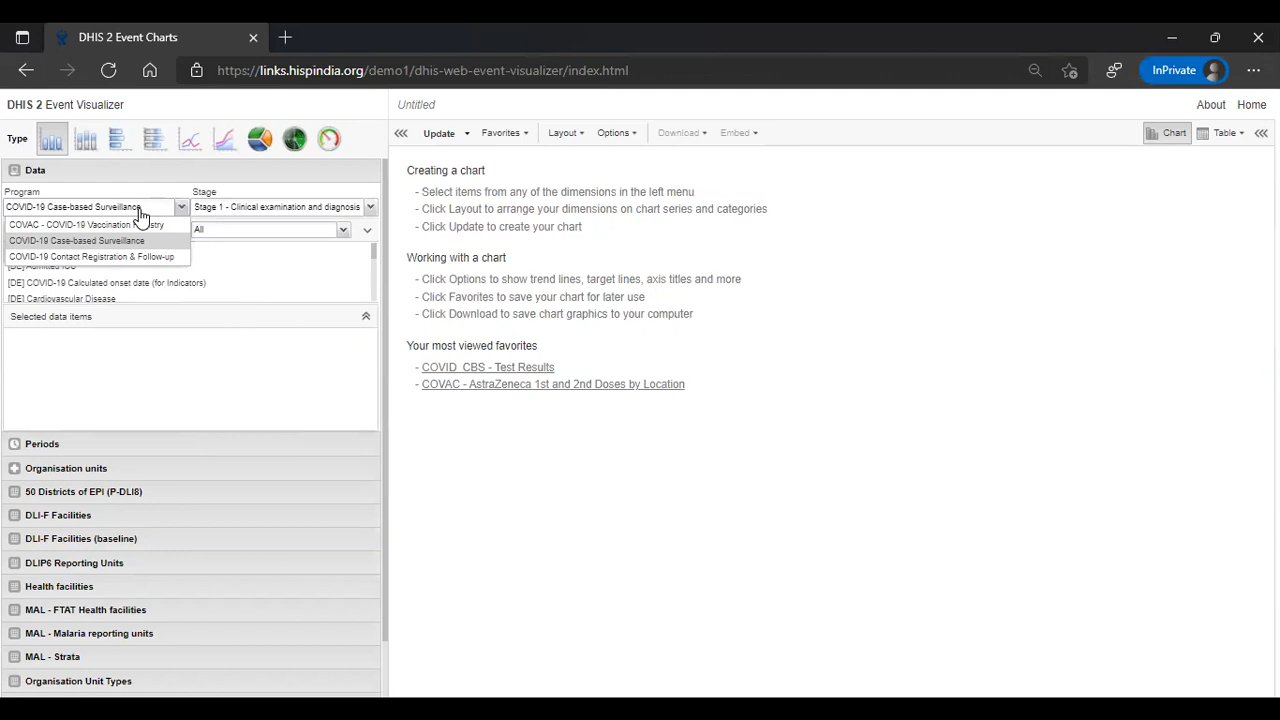 DHIS 2 Event Charts
https://links.hispindia.org/demo1/dhis-web-event-visualizer/index.html
InPrivate
DHIS 2 Event Visualizer
Untitled
About
Home
Type
Update
Favorites
Layout
Options
Download
Embed
Chart
Table
Data
Program
Stage
COVID-19 Case-based Surveillance
Stage 1 - Clinical examination and diagnosis
COVAC - COVID-19 Vaccination
COVID-19 Case-based Surveillance
COVID-19 Contact Registration & Follow-up
All
[DE] COVID-19 Calculated onset date (for Indicators)
[DE] Cardiovascular Disease
Selected data items
Periods
Organisation units
50 Districts of EPI (P-DLI8)
DLI-F Facilities
DLI-F Facilities (baseline)
DLIP6 Reporting Units
Health facilities
MAL - FTAT Health facilities
MAL - Malaria reporting units
MAL - Strata
Organisation Unit Types
Creating a chart
- Select items from any of the dimensions in the left menu
- Click Layout to arrange your dimensions on chart series and categories
- Click Update to create your chart
Working with a chart
- Click Options to show trend lines, target lines, axis titles and more
- Click Favorites to save your chart for later use
- Click Download to save chart graphics to your computer
Your most viewed favorites
- COVID_CBS - Test Results
- COVAC - AstraZeneca 1st and 2nd Doses by Location